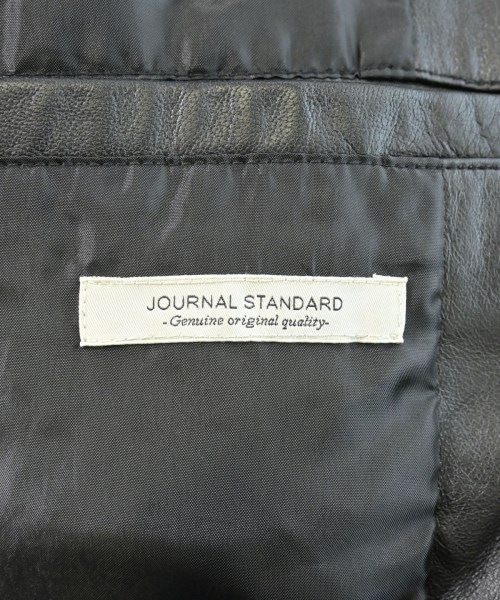 JOURNAL STANDARD
-Genuine original quality-